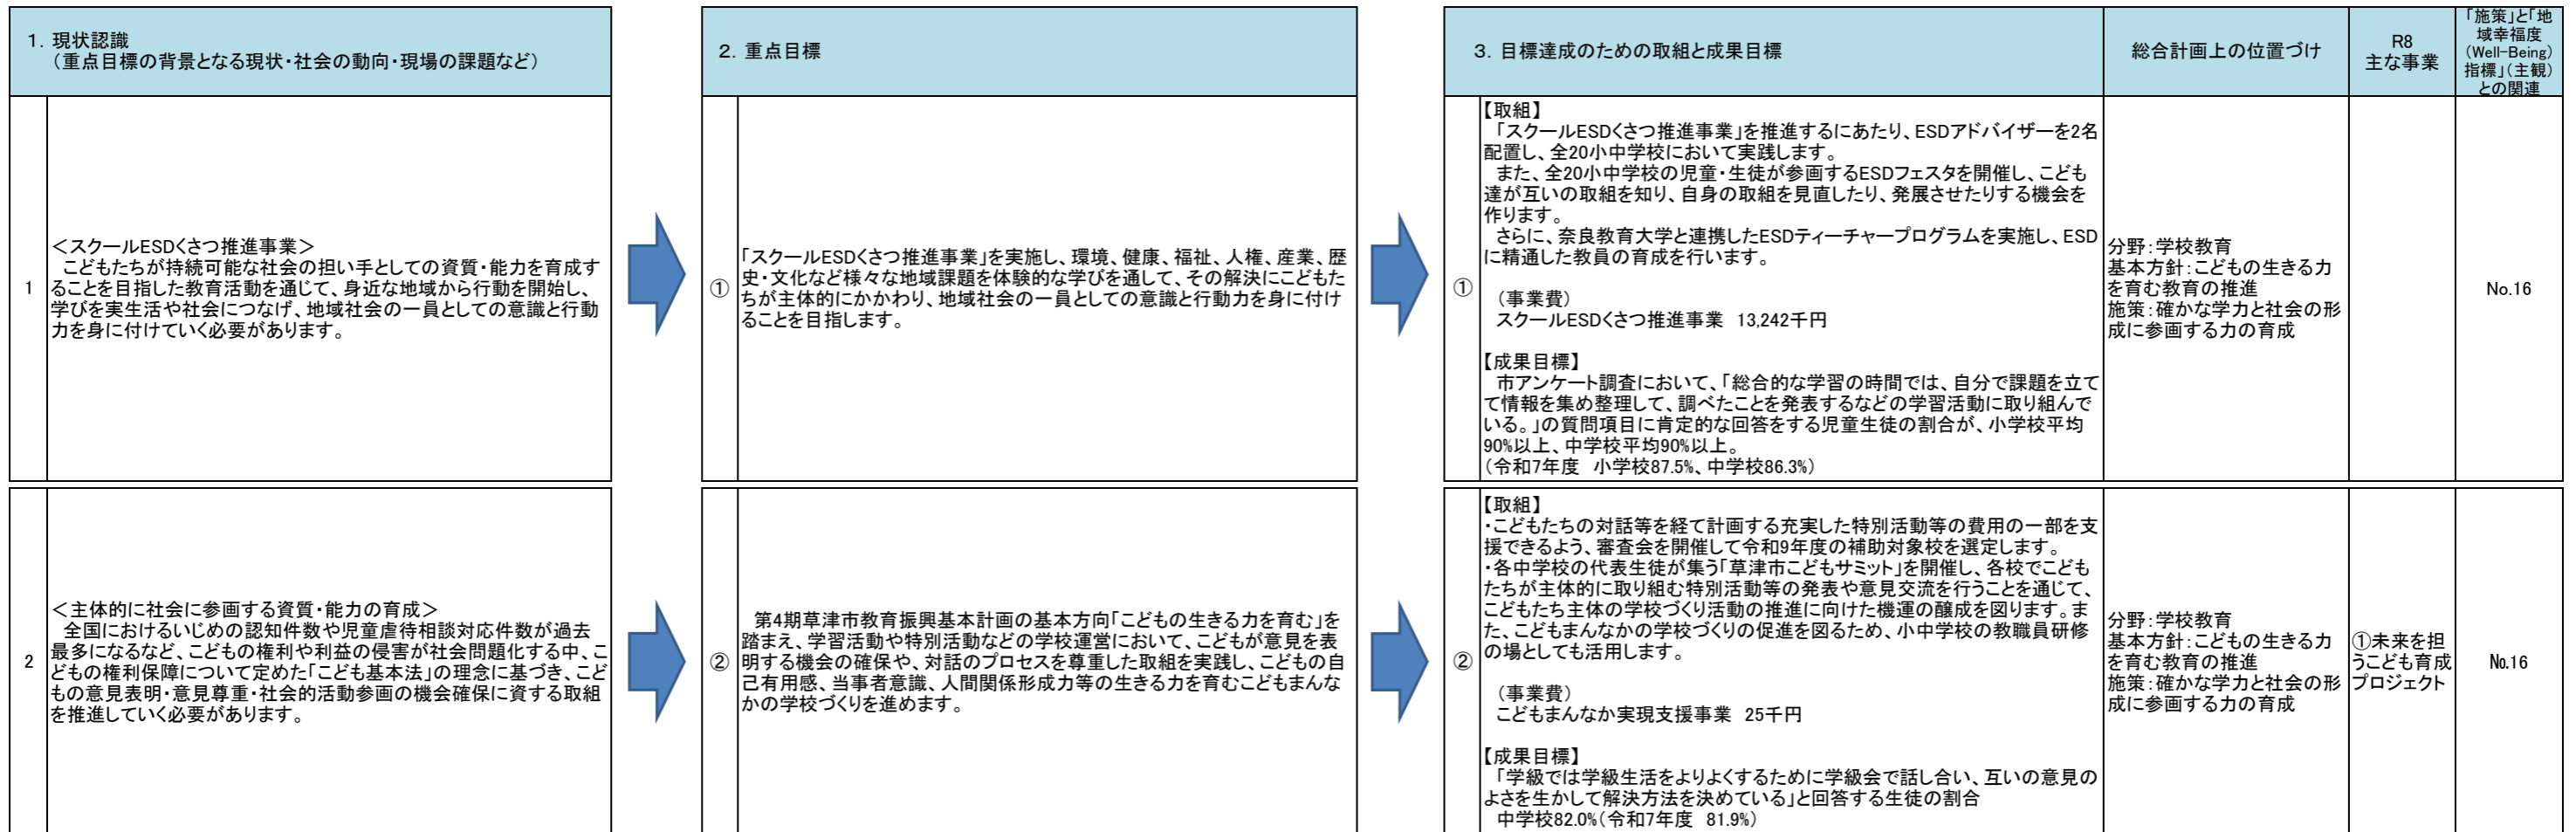 1．現状認識
（重点目標の背景となる現状・社会の動向・現場の課題など）
2．重点目標
3．目標達成のための取組と成果目標
総合計画上の位置づけ
R8
主な事業
「施策」と「地
域幸福度
（Well-Being）
指標」（主観）
との関連
1
＜スクールESDくさつ推進事業＞
こどもたちが持続可能な社会の担い手としての資質・能力を育成す
ることを目指した教育活動を通じて、身近な地域から行動を開始し、
学びを実生活や社会につなげ、地域社会の一員としての意識と行動
力を身に付けていく必要があります。
①
「スクールESDくさつ推進事業」を実施し、環境、健康、福祉、人権、産業、歴
史・文化など様々な地域課題を体験的な学びを通して、その解決にこどもた
ちが主体的にかかわり、地域社会の一員としての意識と行動力を身に付け
ることを目指します。
①
【取組】
「スクールESDくさつ推進事業」を推進するにあたり、ESDアドバイザーを2名
配置し、全20小中学校において実践します。
また、全20小中学校の児童・生徒が参画するESDフェスタを開催し、こども
達が互いの取組を知り、自身の取組を見直したり、発展させたりする機会を
作ります。
さらに、奈良教育大学と連携したESDティーチャープログラムを実施し、ESD
に精通した教員の育成を行います。
（事業費）
スクールESDくさつ推進事業 13,242千円
【成果目標】
市アンケート調査において、「総合的な学習の時間では、自分で課題を立て
て情報を集め整理して、調べたことを発表するなどの学習活動に取り組んで
いる。」の質問項目に肯定的な回答をする児童生徒の割合が、小学校平均
90%以上、中学校平均90%以上。
（令和7年度 小学校87.5%、中学校86.3%）
分野：学校教育
基本方針：こどもの生きる力
を育む教育の推進
施策：確かな学力と社会の形
成に参画する力の育成
No.16
2
＜主体的に社会に参画する資質・能力の育成＞
全国におけるいじめの認知件数や児童虐待相談対応件数が過去
最多になるなど、こどもの権利や利益の侵害が社会問題化する中、こ
どもの権利保障について定めた「こども基本法」の理念に基づき、こど
もの意見表明・意見尊重・社会的活動参画の機会確保に資する取組
を推進していく必要があります。
②
第4期草津市教育振興基本計画の基本方向「こどもの生きる力を育む」を
踏まえ、学習活動や特別活動などの学校運営において、こどもが意見を表
明する機会の確保や、対話のプロセスを尊重した取組を実践し、こどもの自
己有用感、当事者意識、人間関係形成力等の生きる力を育むこどもまんな
かの学校づくりを進めます。
②
【取組】
・こどもたちの対話等を経て計画する充実した特別活動等の費用の一部を支
援できるよう、審査会を開催して令和9年度の補助対象校を選定します。
・各中学校の代表生徒が集う「草津市こどもサミット」を開催し、各校でこども
たちが主体的に取り組む特別活動等の発表や意見交流を行うことを通じて、
こどもたち主体の学校づくり活動の推進に向けた機運の醸成を図ります。ま
た、こどもまんなかの学校づくりの促進を図るため、小中学校の教職員研修
の場としても活用します。
（事業費）
こどもまんなか実現支援事業 25千円
【成果目標】
「学級では学級生活をよりよくするために学級会で話し合い、互いの意見の
よさを生かして解決方法を決めている」と回答する生徒の割合
中学校82.0%（令和7年度 81.9%）
分野：学校教育
基本方針：こどもの生きる力
を育む教育の推進
施策：確かな学力と社会の形
成に参画する力の育成
①未来を担
うこども育成
プロジェクト
№16